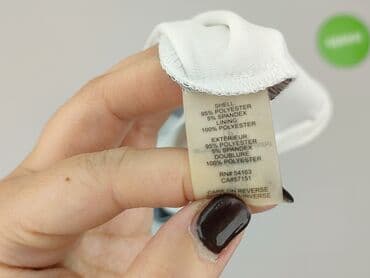 SHELL
95% POLYESTER
5% SPANDEX
LINING
100% POLYESTER
EXTÉRIEUR
95% POLYESTER
5% SPANDEX
DOUBLURE
100% POLYESTER
RN# 54163
CA#57151
CARE ON REVERSE